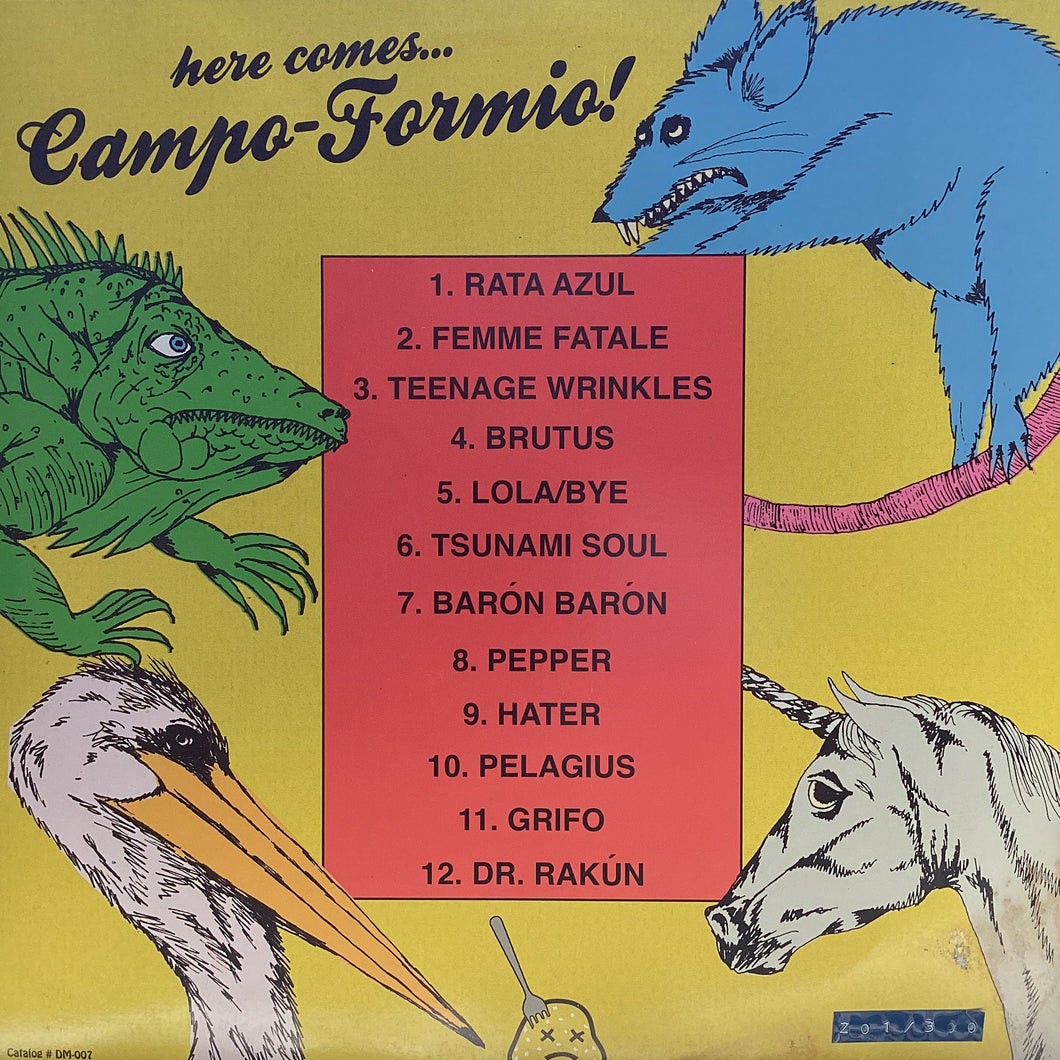 here comes...
Campo-Formio!
1. RATA AZUL
2. FEMME FATALE
3. TEENAGE WRINKLES
4. BRUTUS
5. LOLA/BYE
6. TSUNAMI SOUL
7. BARÓN BARÓN
8. PEPPER
9. HATER
10. PELAGIUS
11. GRIFO
12. DR. RAKÚN
Catalog # DM-007
201/300